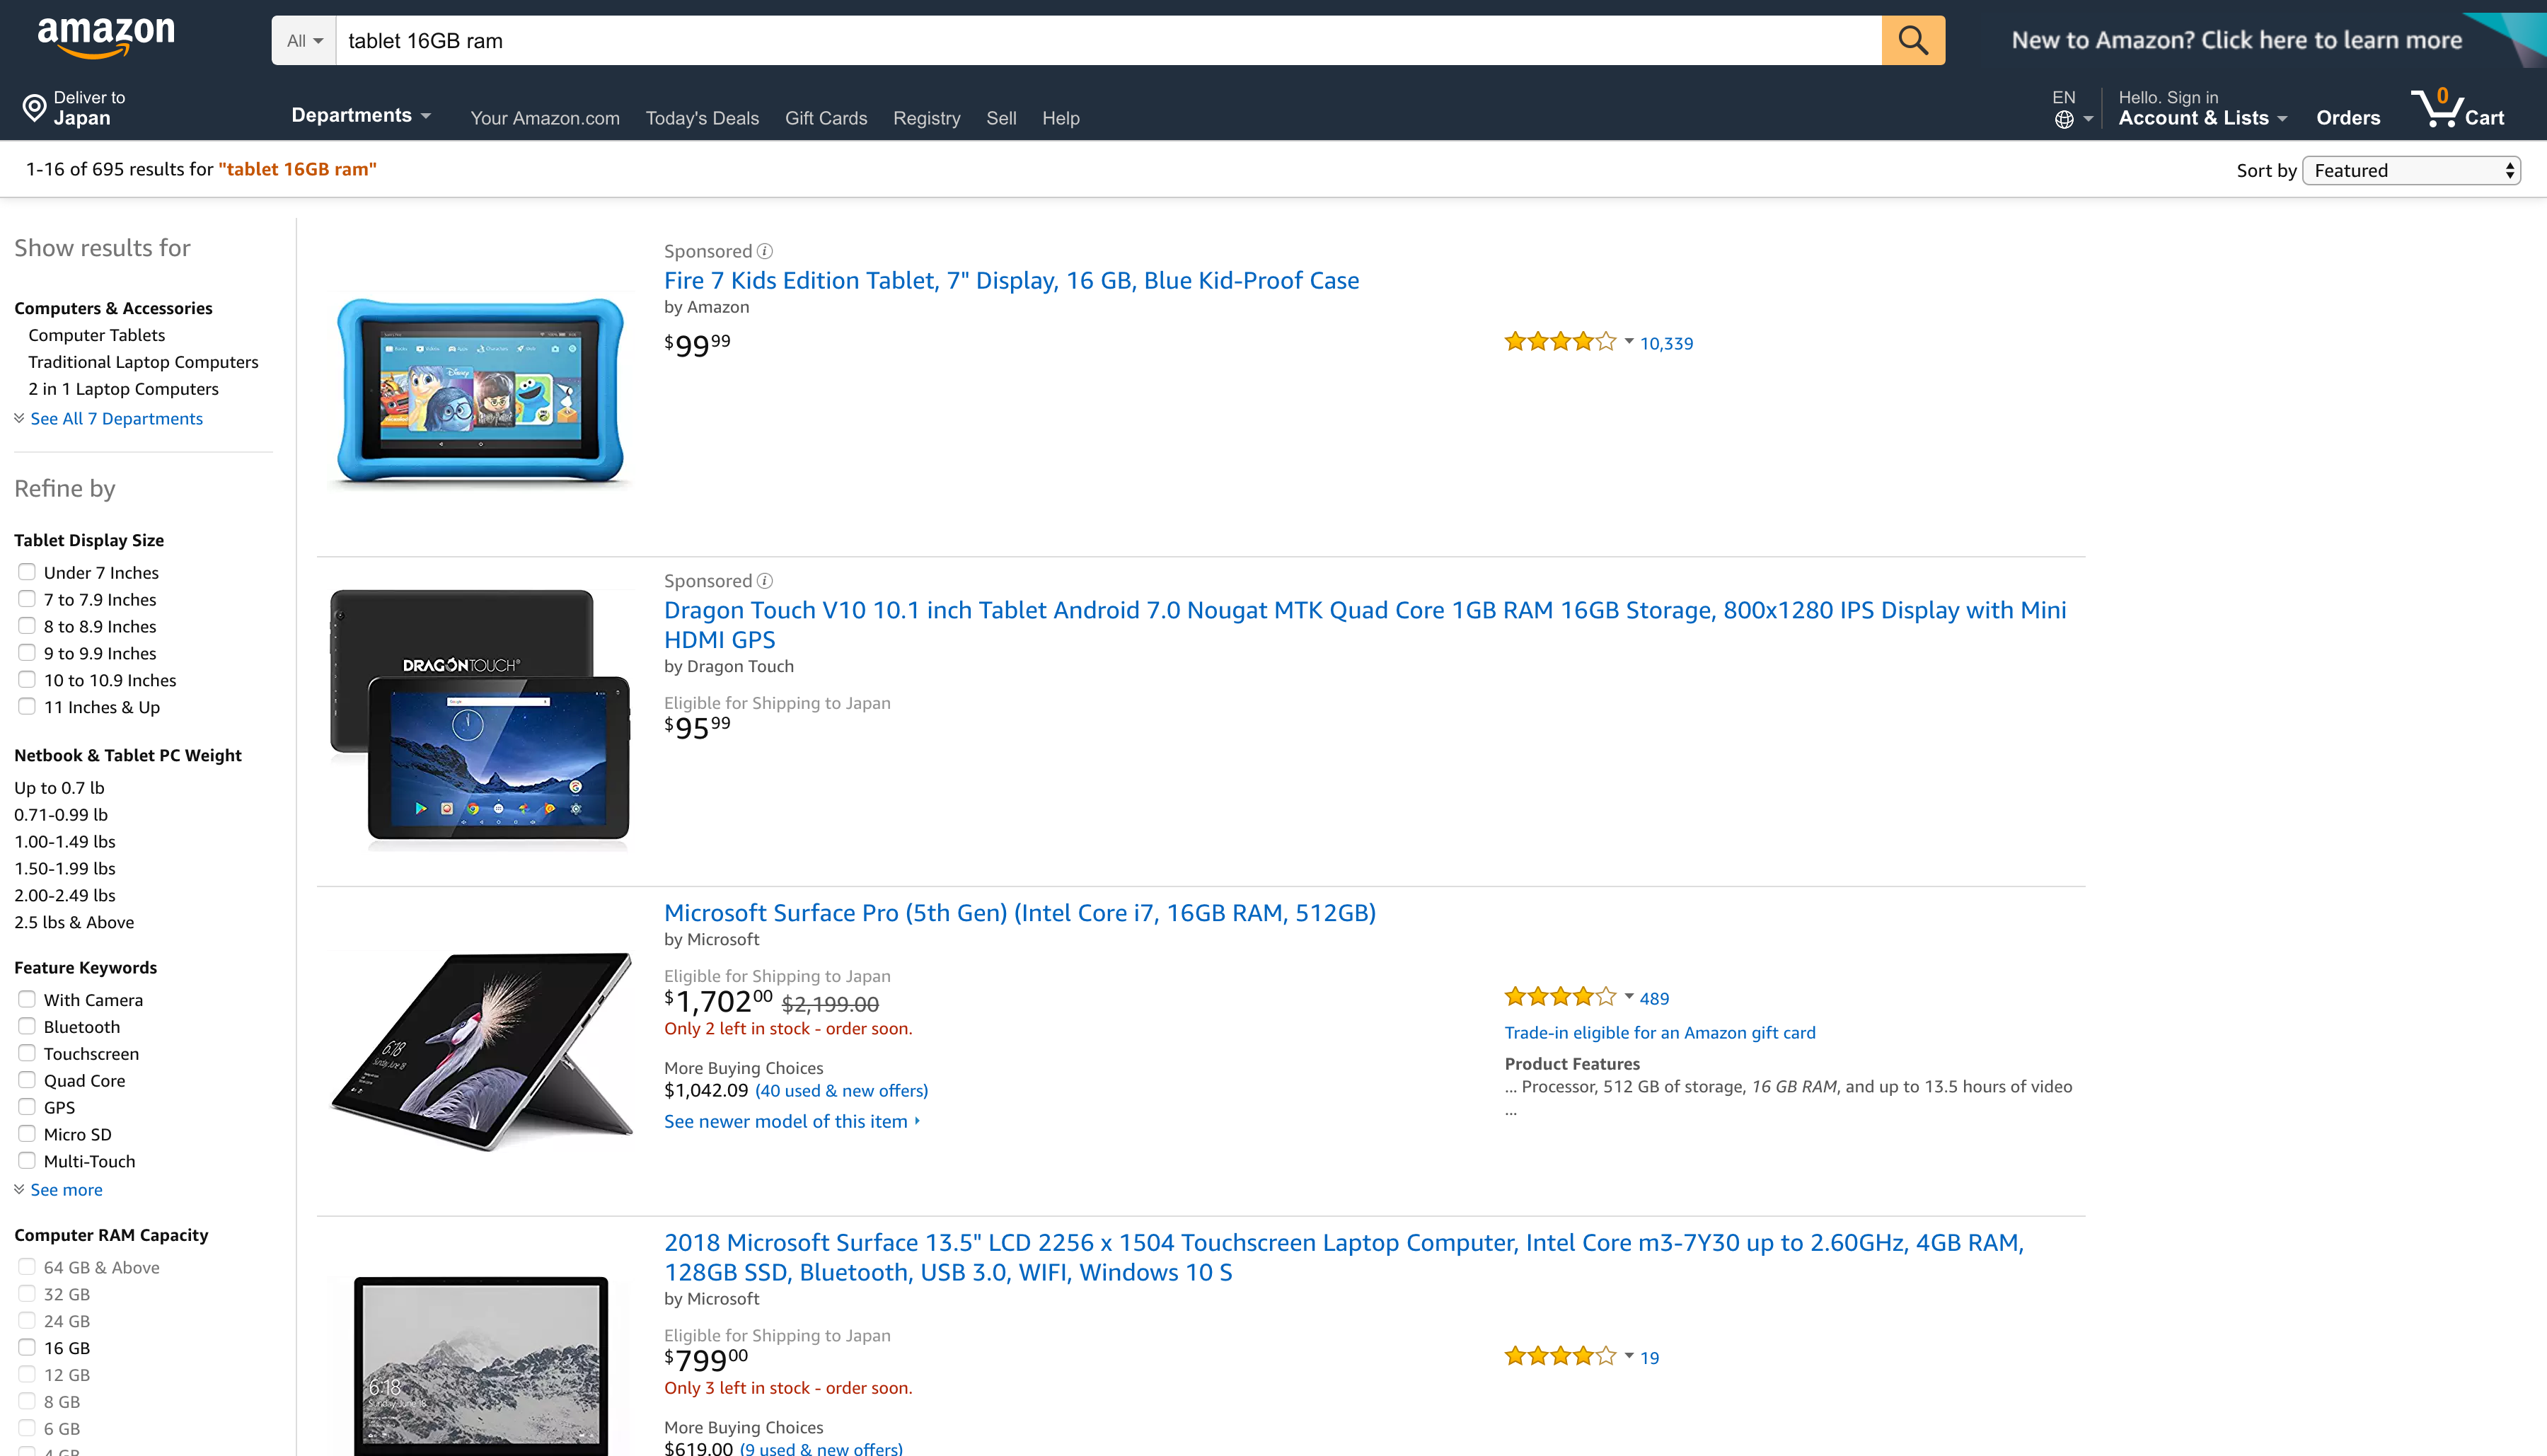 amazon
All
tablet 16GB ram
New to Amazon? Click here to learn more
Deliver to
Japan
Departments
Your Amazon.com
Today's Deals
Gift Cards
Registry
Sell
Help
EN
Hello. Sign in
Account & Lists
Orders
0
Cart
1-16 of 695 results for "tablet 16GB ram"
Sort by
Featured
Show results for
Computers & Accessories
Computer Tablets
Traditional Laptop Computers
2 in 1 Laptop Computers
See All 7 Departments
Refine by
Tablet Display Size
Under 7 Inches
7 to 7.9 Inches
8 to 8.9 Inches
9 to 9.9 Inches
10 to 10.9 Inches
11 Inches & Up
Netbook & Tablet PC Weight
Up to 0.7 lb
0.71-0.99 lb
1.00-1.49 lbs
1.50-1.99 lbs
2.00-2.49 lbs
2.5 lbs & Above
Feature Keywords
With Camera
Bluetooth
Touchscreen
Quad Core
GPS
Micro SD
Multi-Touch
See more
Computer RAM Capacity
64 GB & Above
32 GB
24 GB
16 GB
12 GB
8 GB
6 GB
4 GB
Sponsored
Fire 7 Kids Edition Tablet, 7" Display, 16 GB, Blue Kid-Proof Case
by Amazon
$99 99
10,339
Disney
Sponsored
Dragon Touch V10 10.1 inch Tablet Android 7.0 Nougat MTK Quad Core 1GB RAM 16GB Storage, 800x1280 IPS Display with Mini
HDMI GPS
by Dragon Touch
Eligible for Shipping to Japan
$95 99
DRAGONTOUCH®
Microsoft Surface Pro (5th Gen) (Intel Core i7, 16GB RAM, 512GB)
by Microsoft
Eligible for Shipping to Japan
$1,702 00 $2,199.00
Only 2 left in stock - order soon.
More Buying Choices
$1,042.09 (40 used & new offers)
See newer model of this item
489
Trade-in eligible for an Amazon gift card
Product Features
... Processor, 512 GB of storage, 16 GB RAM, and up to 13.5 hours of video
...
6:18
Sunday, June 18
2018 Microsoft Surface 13.5" LCD 2256 x 1504 Touchscreen Laptop Computer, Intel Core m3-7Y30 up to 2.60GHz, 4GB RAM,
128GB SSD, Bluetooth, USB 3.0, WIFI, Windows 10 S
by Microsoft
Eligible for Shipping to Japan
$799 00
Only 3 left in stock - order soon.
More Buying Choices
$619.00 (9 used & new offers)
19
6:18
Sunday, June 18